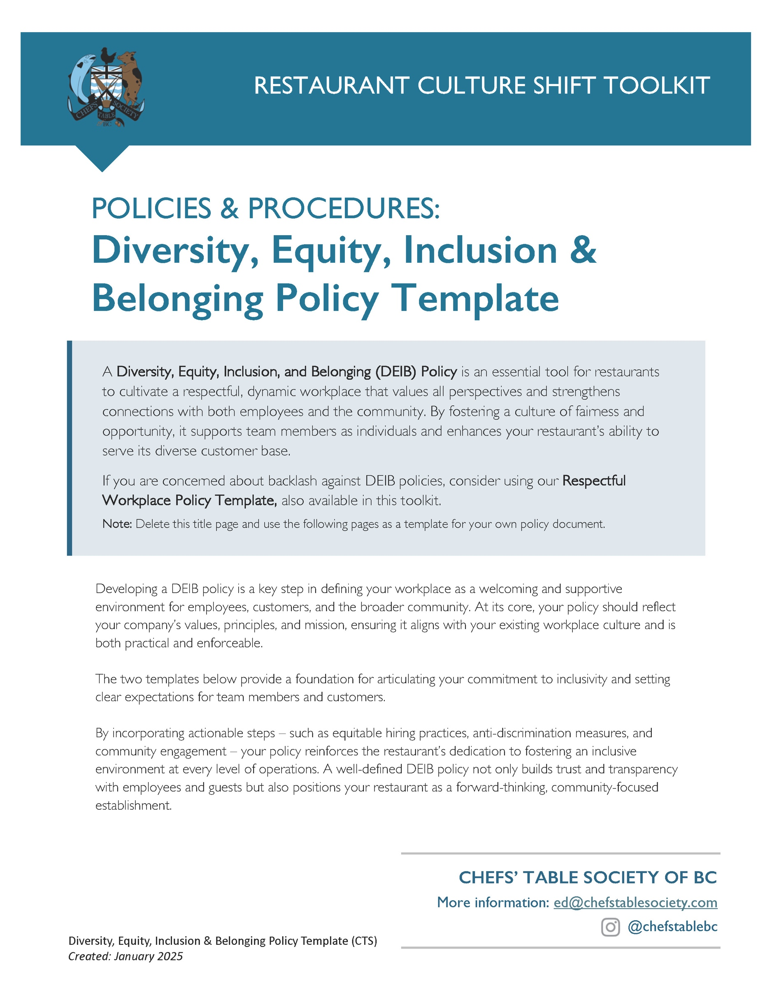 CHEFS
TABLE
SOCIETY
BC
RESTAURANT CULTURE SHIFT TOOLKIT
POLICIES & PROCEDURES:
Diversity, Equity, Inclusion &
Belonging Policy Template
A Diversity, Equity, Inclusion, and Belonging (DEIB) Policy is an essential tool for restaurants
to cultivate a respectful, dynamic workplace that values all perspectives and strengthens
connections with both employees and the community. By fostering a culture of fairness and
opportunity, it supports team members as individuals and enhances your restaurant's ability to
serve its diverse customer base.
If you are concerned about backlash against DEIB policies, consider using our Respectful
Workplace Policy Template, also available in this toolkit.
Note: Delete this title page and use the following pages as a template for your own policy document.
Developing a DEIB policy is a key step in defining your workplace as a welcoming and supportive
environment for employees, customers, and the broader community. At its core, your policy should reflect
your company's values, principles, and mission, ensuring it aligns with your existing workplace culture and is
both practical and enforceable.
The two templates below provide a foundation for articulating your commitment to inclusivity and setting
clear expectations for team members and customers.
By incorporating actionable steps – such as equitable hiring practices, anti-discrimination measures, and
community engagement – your policy reinforces the restaurant's dedication to fostering an inclusive
environment at every level of operations. A well-defined DEIB policy not only builds trust and transparency
with employees and guests but also positions your restaurant as a forward-thinking, community-focused
establishment.
CHEFS' TABLE SOCIETY OF BC
More information: ed@chefstablesociety.com
@chefstablebc
Diversity, Equity, Inclusion & Belonging Policy Template (CTS)
Created: January 2025